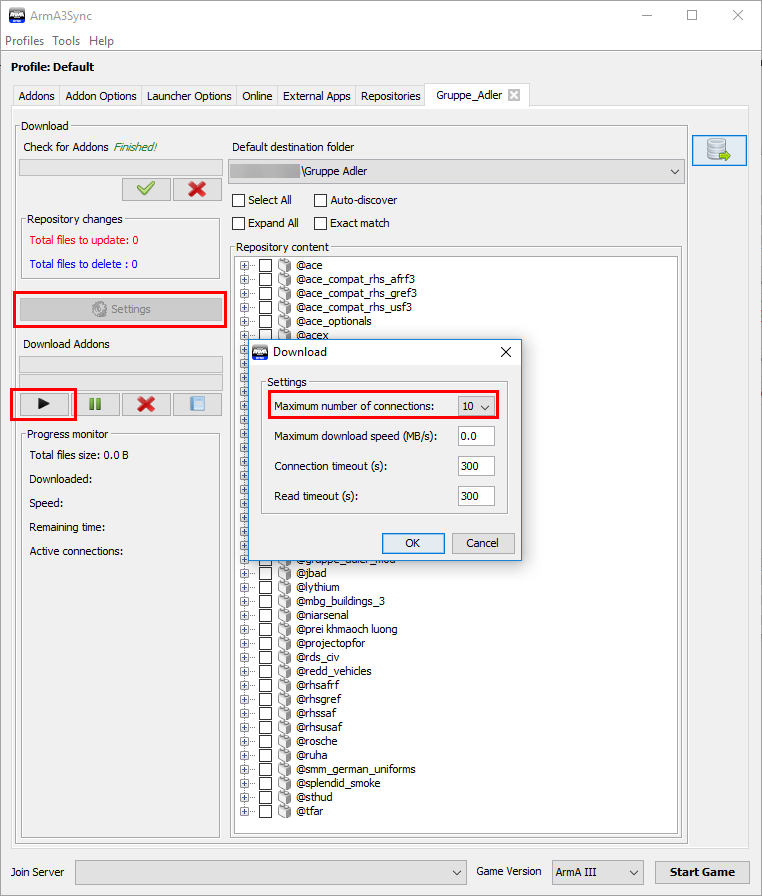 ArmA3Sync
Profiles Tools Help
Profile: Default
Addons Addon Options Launcher Options Online External Apps Repositories Gruppe_Adler
Download
Check for Addons Finished!
Default destination folder
\Gruppe Adler
Select All Auto-discover
Expand All Exact match
Repository changes
Total files to update: 0
Total files to delete : 0
Settings
Download Addons
Progress monitor
Total files size: 0.0 B
Downloaded:
Speed:
Remaining time:
Active connections:
Repository content
@ace
@ace_compat_rhs_afrf3
@ace_compat_rhs_gref3
@ace_compat_rhs_usf3
@ace_optionals
@acex
ARMA
Download
Settings
Maximum number of connections: 10
Maximum download speed (MB/s): 0.0
Connection timeout (s): 300
Read timeout (s): 300
OK Cancel
@gruppe_adler_mod
@jbad
@lythium
@mbg_buildings_3
@niarsenal
@prei khmaoch luong
@projectopfor
@rds_civ
@redd_vehicles
@rhsafrf
@rhsgref
@rhssaf
@rhsusaf
@rosche
@ruha
@smm_german_uniforms
@splendid_smoke
@sthud
@tfar
Join Server Game Version ArmA III Start Game